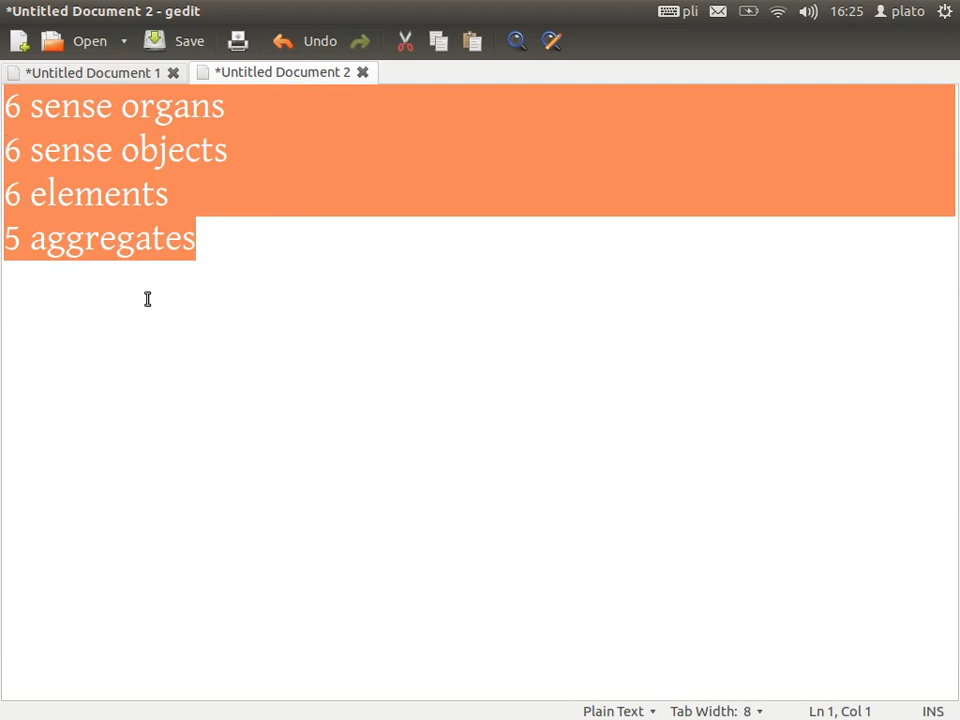 *Untitled Document 2 - gedit
pli
16:25
plato
Open
Save
Undo
*Untitled Document 1
*Untitled Document 2
6 sense organs
6 sense objects
6 elements
5 aggregates
Plain Text
Tab Width: 8
Ln 1, Col 1
INS